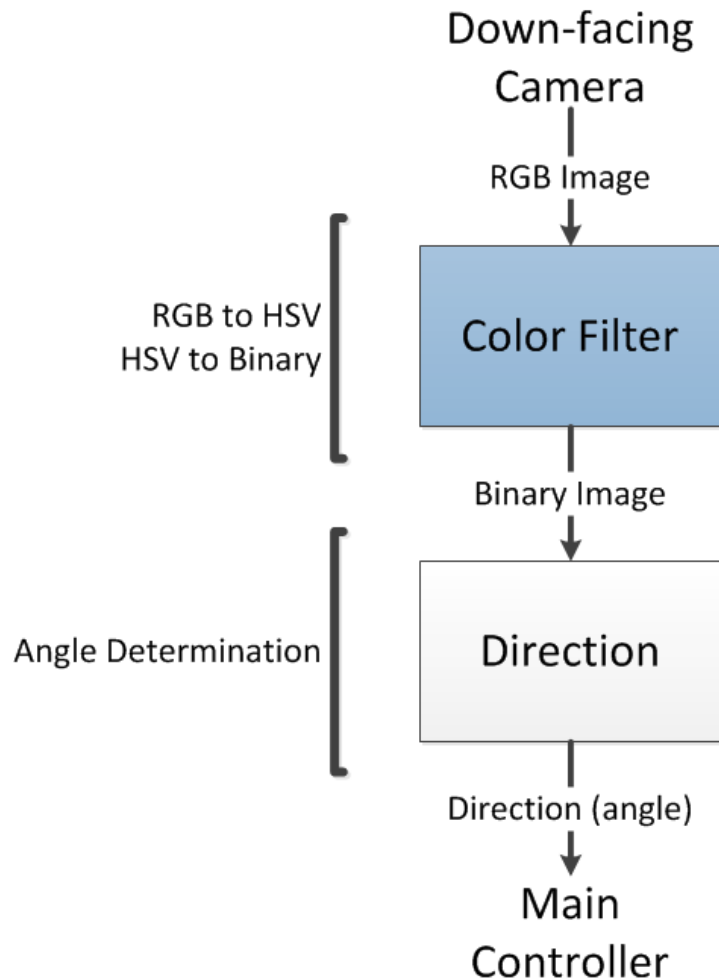 Down-facing
Camera
RGB Image
RGB to HSV
HSV to Binary
Color Filter
Binary Image
Angle Determination
Direction
Direction (angle)
Main
Controller